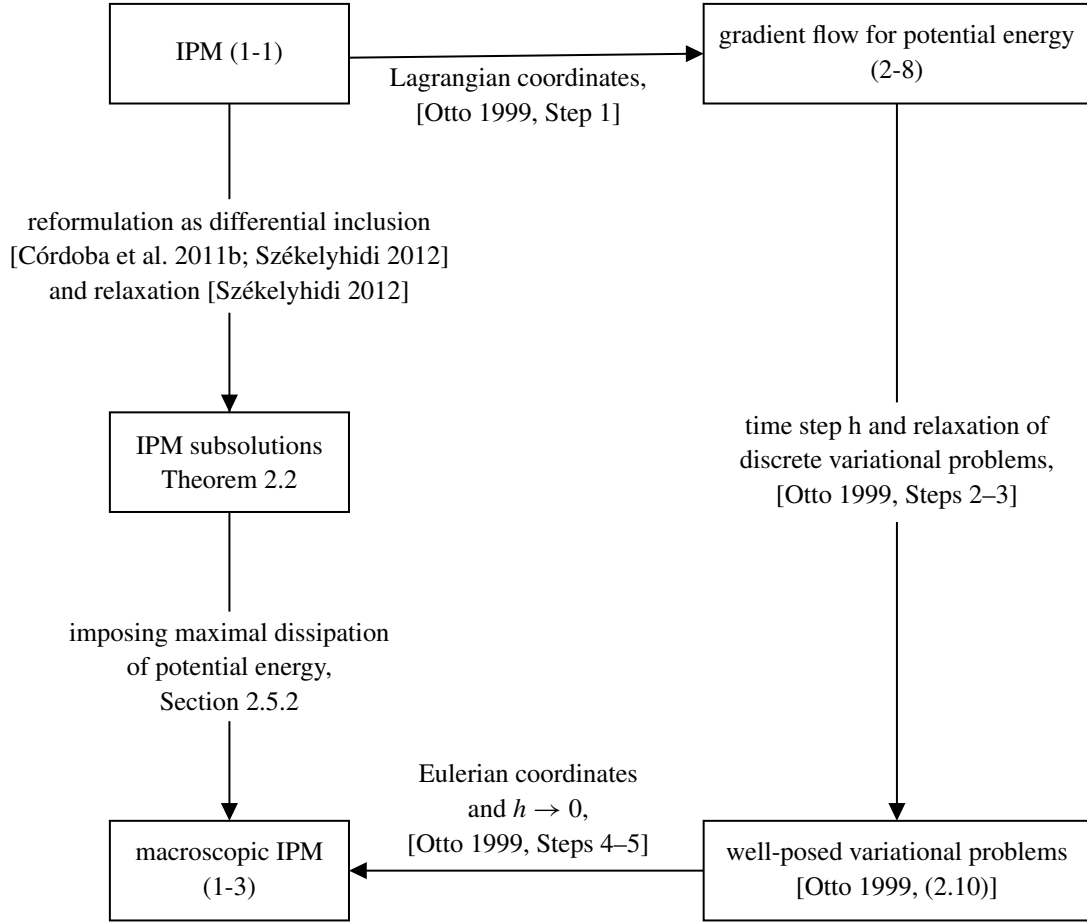 IPM (1-1)
Lagrangian coordinates,
[Otto 1999, Step 1]
gradient flow for potential energy
(2-8)
reformulation as differential inclusion
[Córdoba et al. 2011b; Székelyhidi 2012]
and relaxation [Székelyhidi 2012]
IPM subsolutions
Theorem 2.2
time step h and relaxation of
discrete variational problems,
[Otto 1999, Steps 2–3]
imposing maximal dissipation
of potential energy,
Section 2.5.2
Eulerian coordinates
and h → 0,
[Otto 1999, Steps 4–5]
macroscopic IPM
(1-3)
well-posed variational problems
[Otto 1999, (2.10)]